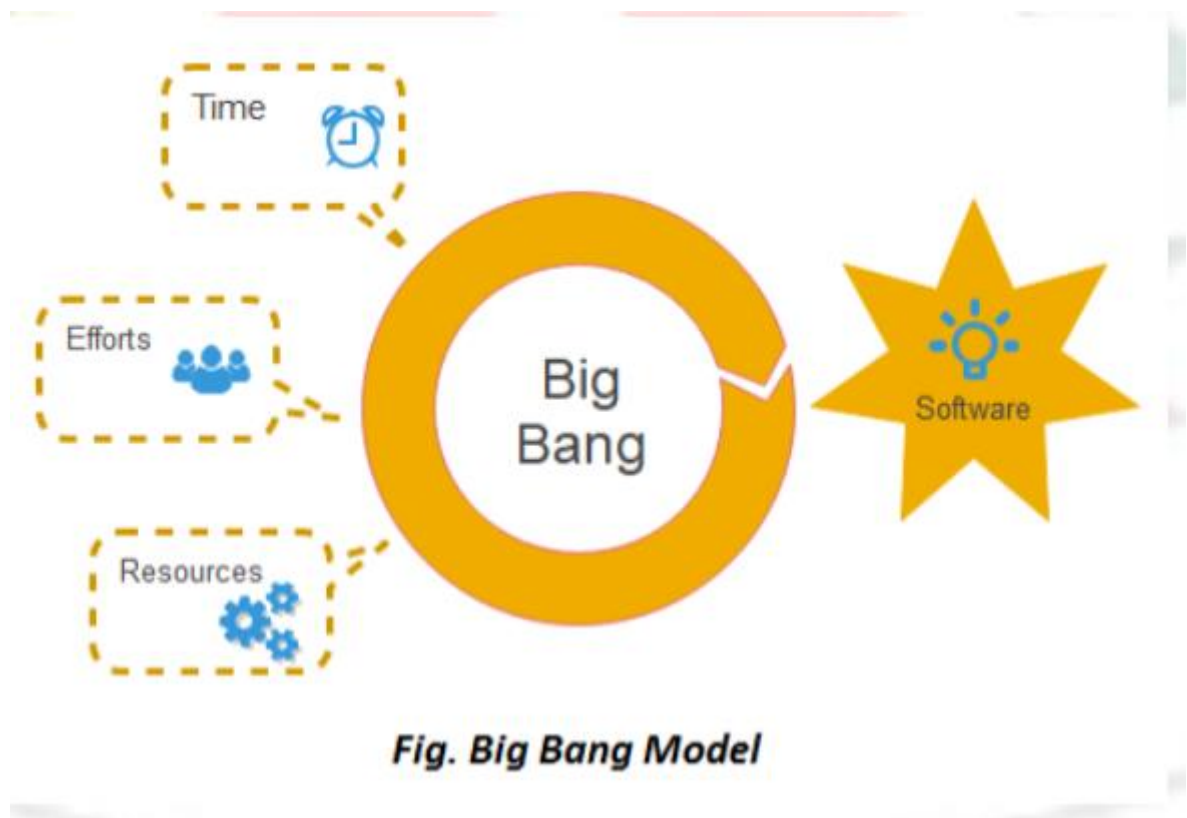 Time
Efforts
Resources
Big
Bang
Software
Fig. Big Bang Model